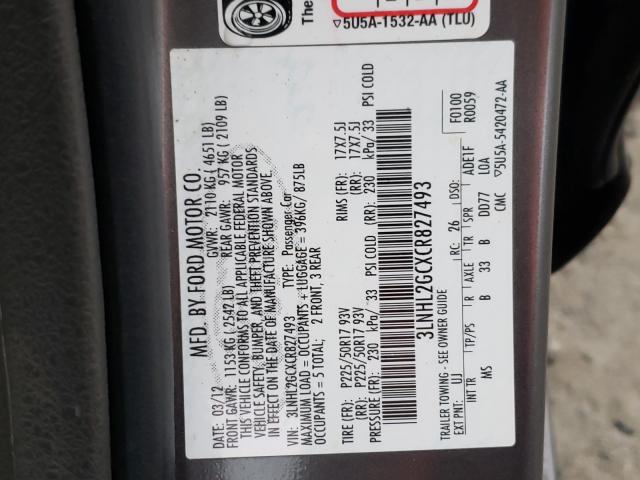 The
▽5U5A-1532-AA (TLU)
MFD. BY FORD MOTOR CO.
DATE: 03/12 GVWR: 2110 KG ( 4651 LB)
FRONT GAWR: 1153 KG ( 2542 LB) REAR GAWR: 957 KG ( 2109 LB)
THIS VEHICLE CONFORMS TO ALL APPLICABLE FEDERAL MOTOR
VEHICLE SAFETY, BUMPER, AND THEFT PREVENTION STANDARDS
IN EFFECT ON THE DATE OF MANUFACTURE SHOWN ABOVE.
VIN: 3LNHL2GCXCR827493 TYPE: Passenger Car
MAXIMUM LOAD = OCCUPANTS + LUGGAGE = 396KG/ 875LB
OCCUPANTS = 5 TOTAL; 2 FRONT, 3 REAR
TIRE (FR): P225/50R17 93V RIMS (FR): 17X7.5J
(RR): P225/50R17 93V (RR): 17X7.5J
PRESSURE (FR): 230 kPa/ 33 PSI COLD (RR): 230 kPa/ 33 PSI COLD
3LNHL2GCXCR827493
TRAILER TOWING - SEE OWNER GUIDE F0100
EXT PNT: UJ RC: 26 DSO: R0059
INT TR TP/PS R AXLE TR SPR ADE1F
MS B 33 B DD77 LOA
CMC ▽5U5A-5420472-AA